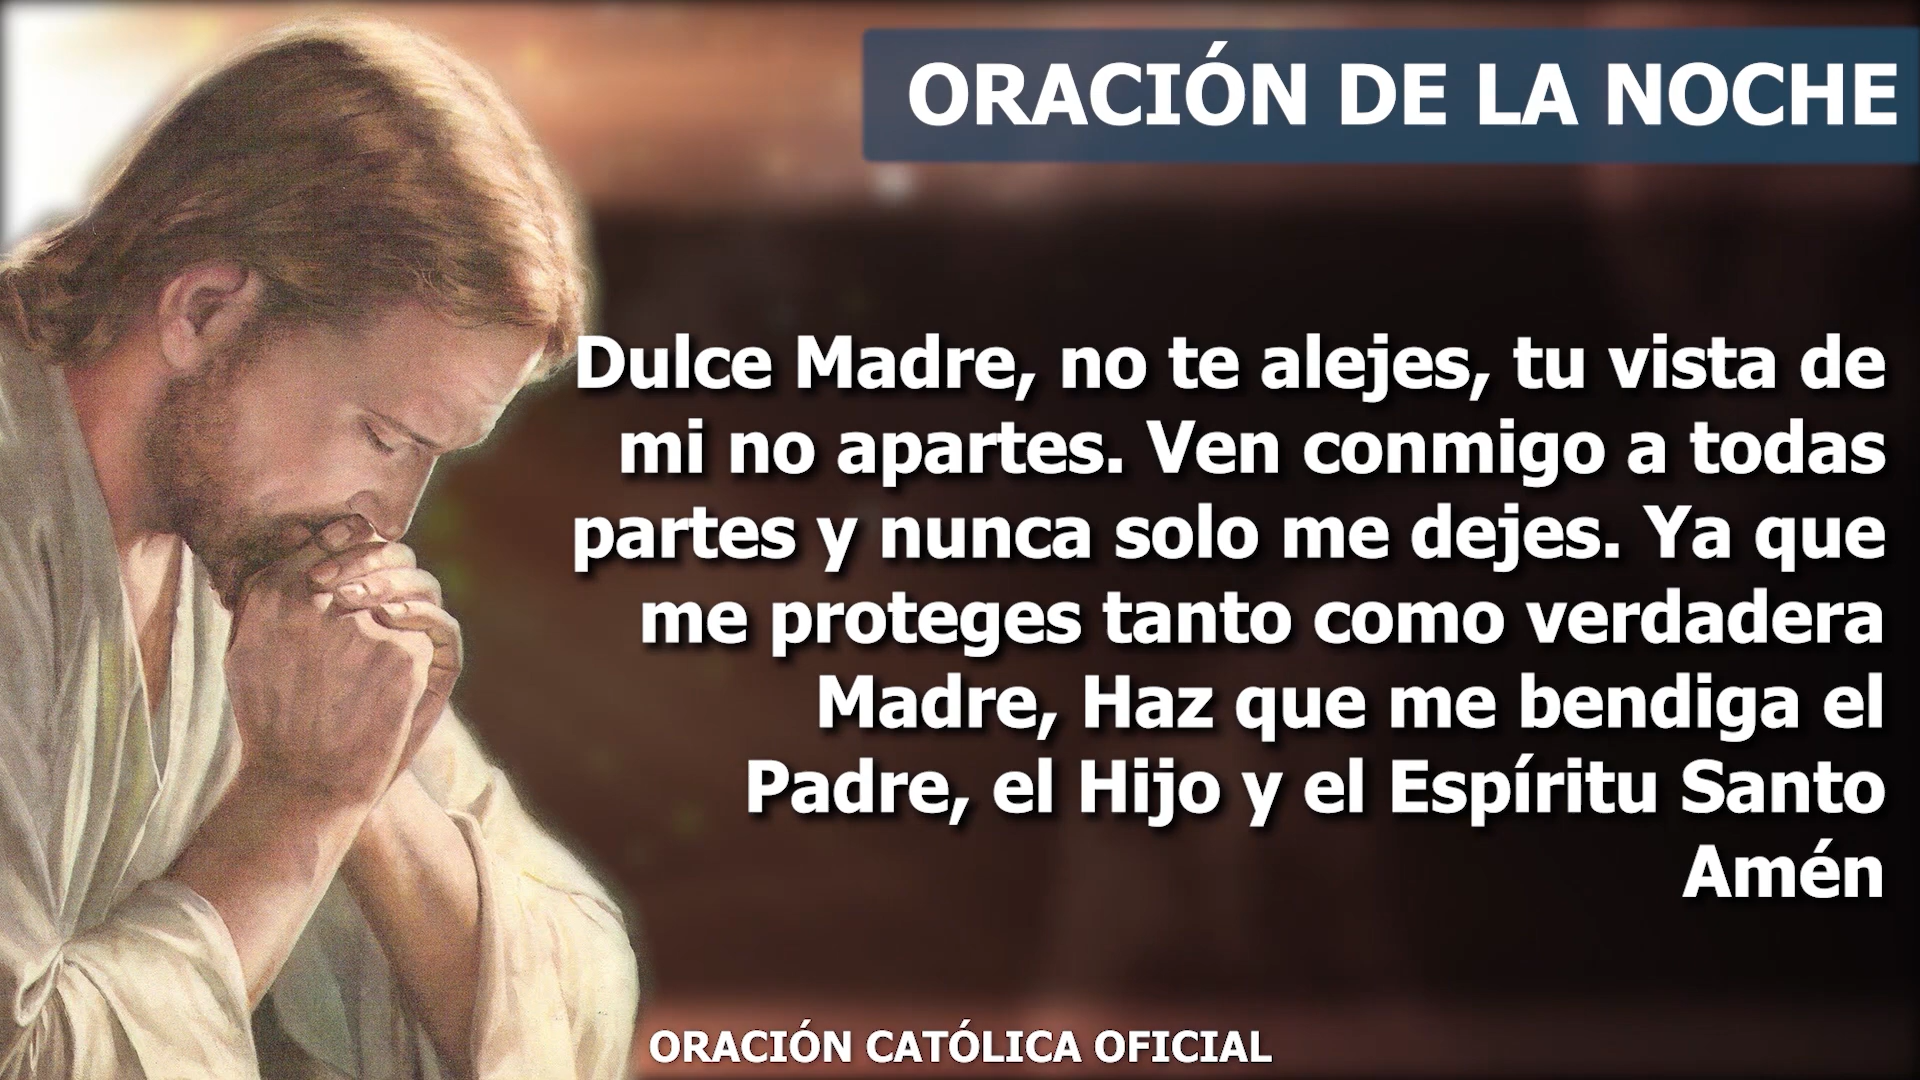 ORACIÓN DE LA NOCHE
Dulce Madre, no te alejes, tu vista de
mi no apartes. Ven conmigo a todas
partes y nunca solo me dejes. Ya que
me proteges tanto como verdadera
Madre, Haz que me bendiga el
Padre, el Hijo y el Espíritu Santo
Amén
ORACIÓN CATÓLICA OFICIAL